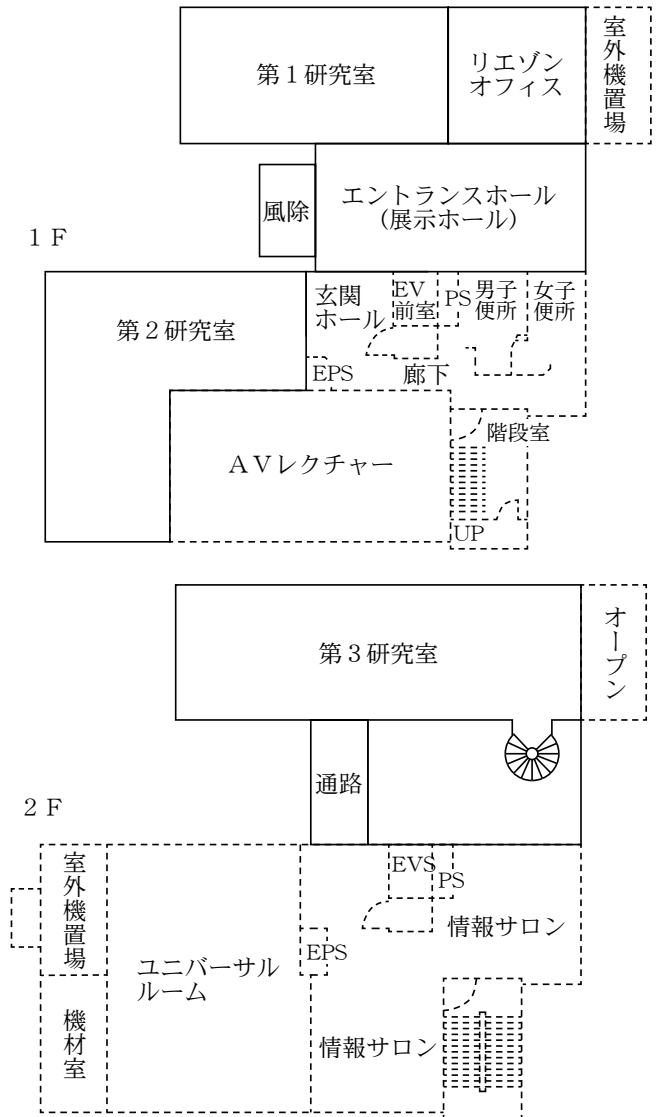 第１研究室
リエゾン
オフィス
室外機置場
風除
エントランスホール
(展示ホール)
１Ｆ
玄関
ホール
EV
前室
PS
男子
便所
女子
便所
第２研究室
EPS
廊下
階段室
ＡＶレクチャー
UP
第３研究室
オープン
通路
２Ｆ
室外機置場
EVS
PS
情報サロン
EPS
ユニバーサル
ルーム
機材室
情報サロン